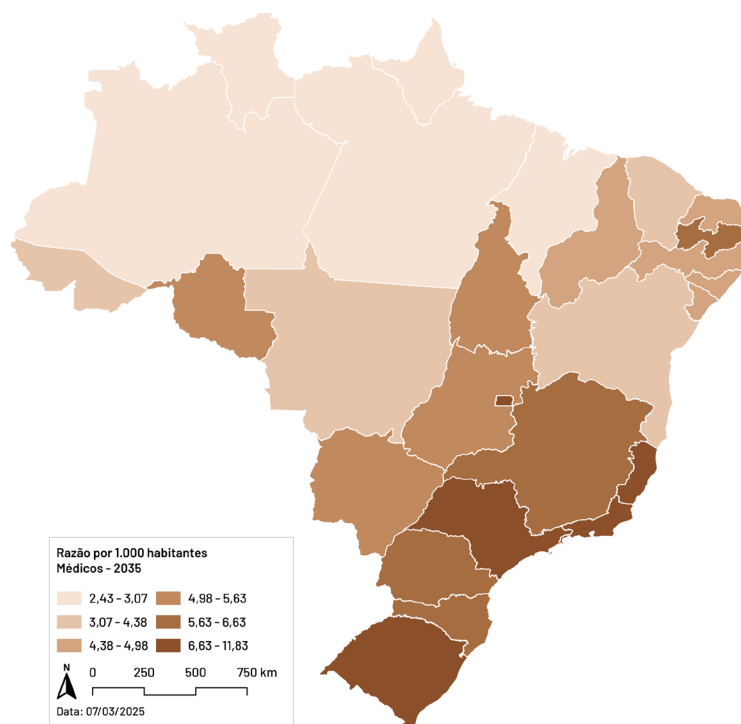 Razão por 1.000 habitantes
Médicos - 2035
2,43 - 3,07 4,98 - 5,63
3,07 - 4,38 5,63 - 6,63
4,38 - 4,98 6,63 - 11,83
N 0 250 500 750 km
Data: 07/03/2025